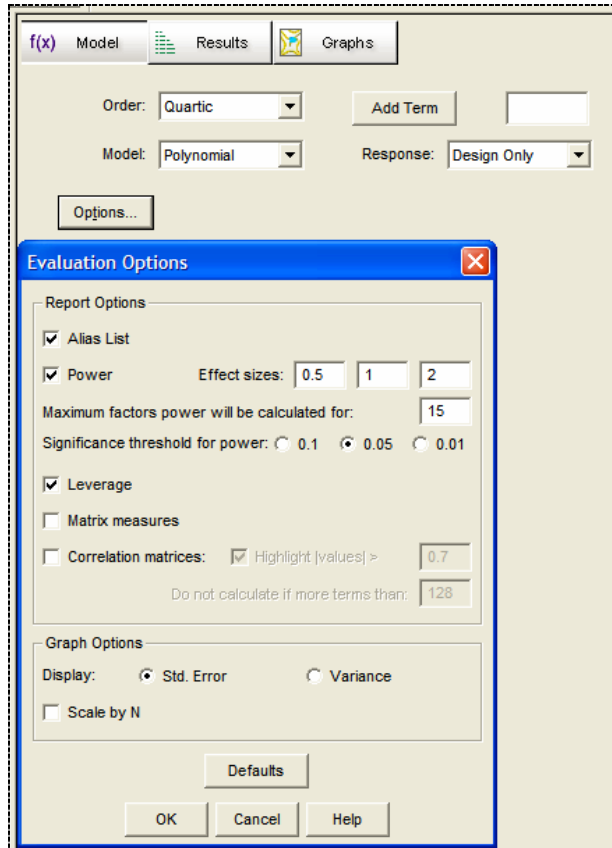 f(x) Model Results Graphs
Order: Quartic Add Term
Model: Polynomial Response: Design Only
Options...
Evaluation Options
Report Options
Alias List
Power Effect sizes: 0.5 1 2
Maximum factors power will be calculated for: 15
Significance threshold for power: 0.1 0.05 0.01
Leverage
Matrix measures
Correlation matrices: Highlight |values| > 0.7
Do not calculate if more terms than: 128
Graph Options
Display: Std. Error Variance
Scale by N
Defaults
OK Cancel Help